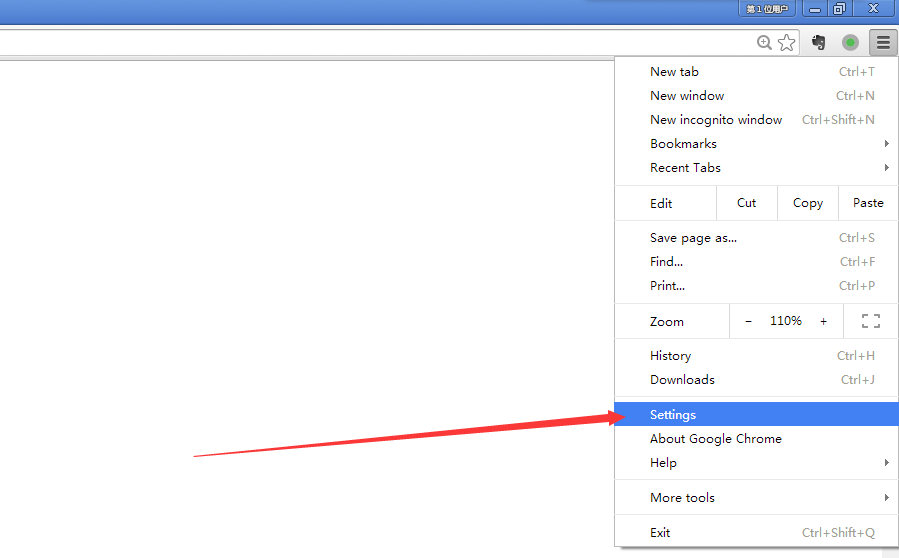 第1位用户
New tab Ctrl+T
New window Ctrl+N
New incognito window Ctrl+Shift+N
Bookmarks
Recent Tabs
Edit Cut Copy Paste
Save page as... Ctrl+S
Find... Ctrl+F
Print... Ctrl+P
Zoom − 110% +
History Ctrl+H
Downloads Ctrl+J
Settings
About Google Chrome
Help
More tools
Exit Ctrl+Shift+Q